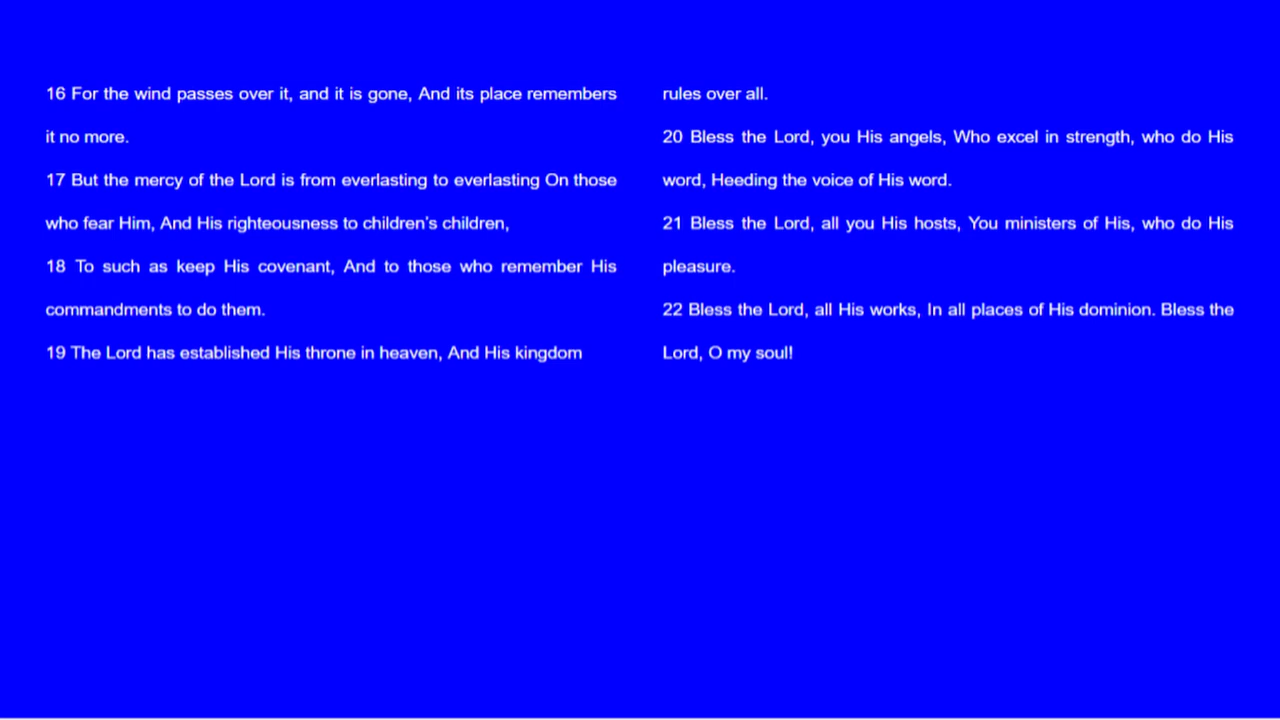 16 For the wind passes over it, and it is gone, And its place remembers
it no more.
17 But the mercy of the Lord is from everlasting to everlasting On those
who fear Him, And His righteousness to children's children,
18 To such as keep His covenant, And to those who remember His
commandments to do them.
19 The Lord has established His throne in heaven, And His kingdom
rules over all.
20 Bless the Lord, you His angels, Who excel in strength, who do His
word, Heeding the voice of His word.
21 Bless the Lord, all you His hosts, You ministers of His, who do His
pleasure.
22 Bless the Lord, all His works, In all places of His dominion. Bless the
Lord, O my soul!